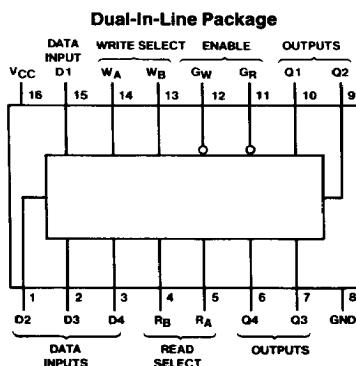 Dual-In-Line Package
DATA INPUT WRITE SELECT ENABLE OUTPUTS
VCC D1 WA WB GW GR Q1 Q2
16 15 14 13 12 11 10 9
1 2 3 4 5 6 7 8
D2 D3 D4 RB RA Q4 Q3 GND
DATA INPUTS READ SELECT OUTPUTS